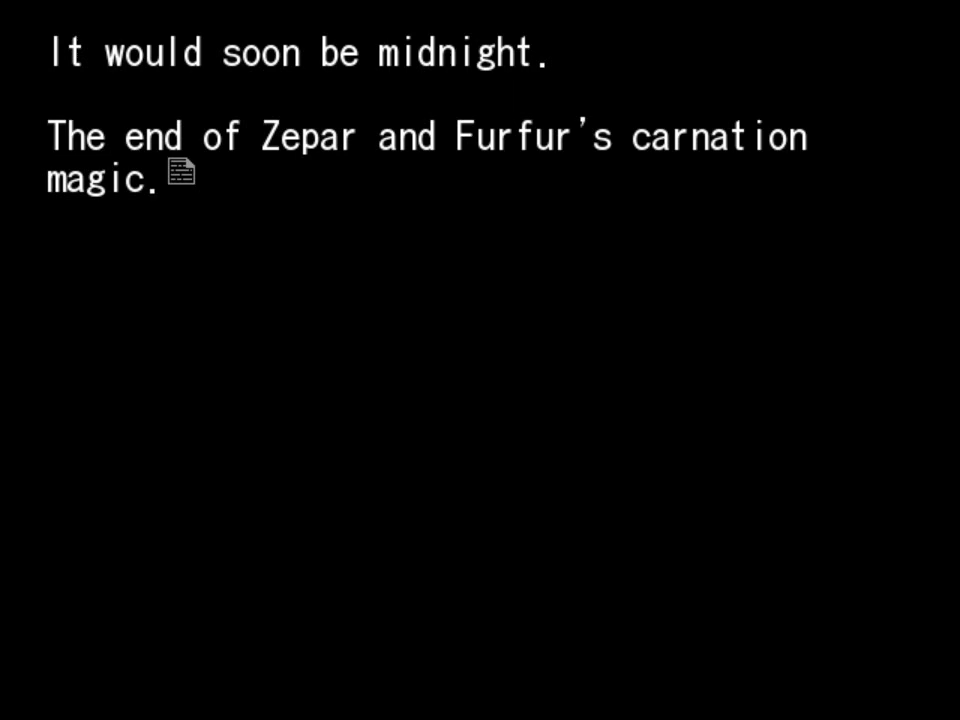 It would soon be midnight.
The end of Zepar and Furfur's carnation
magic.